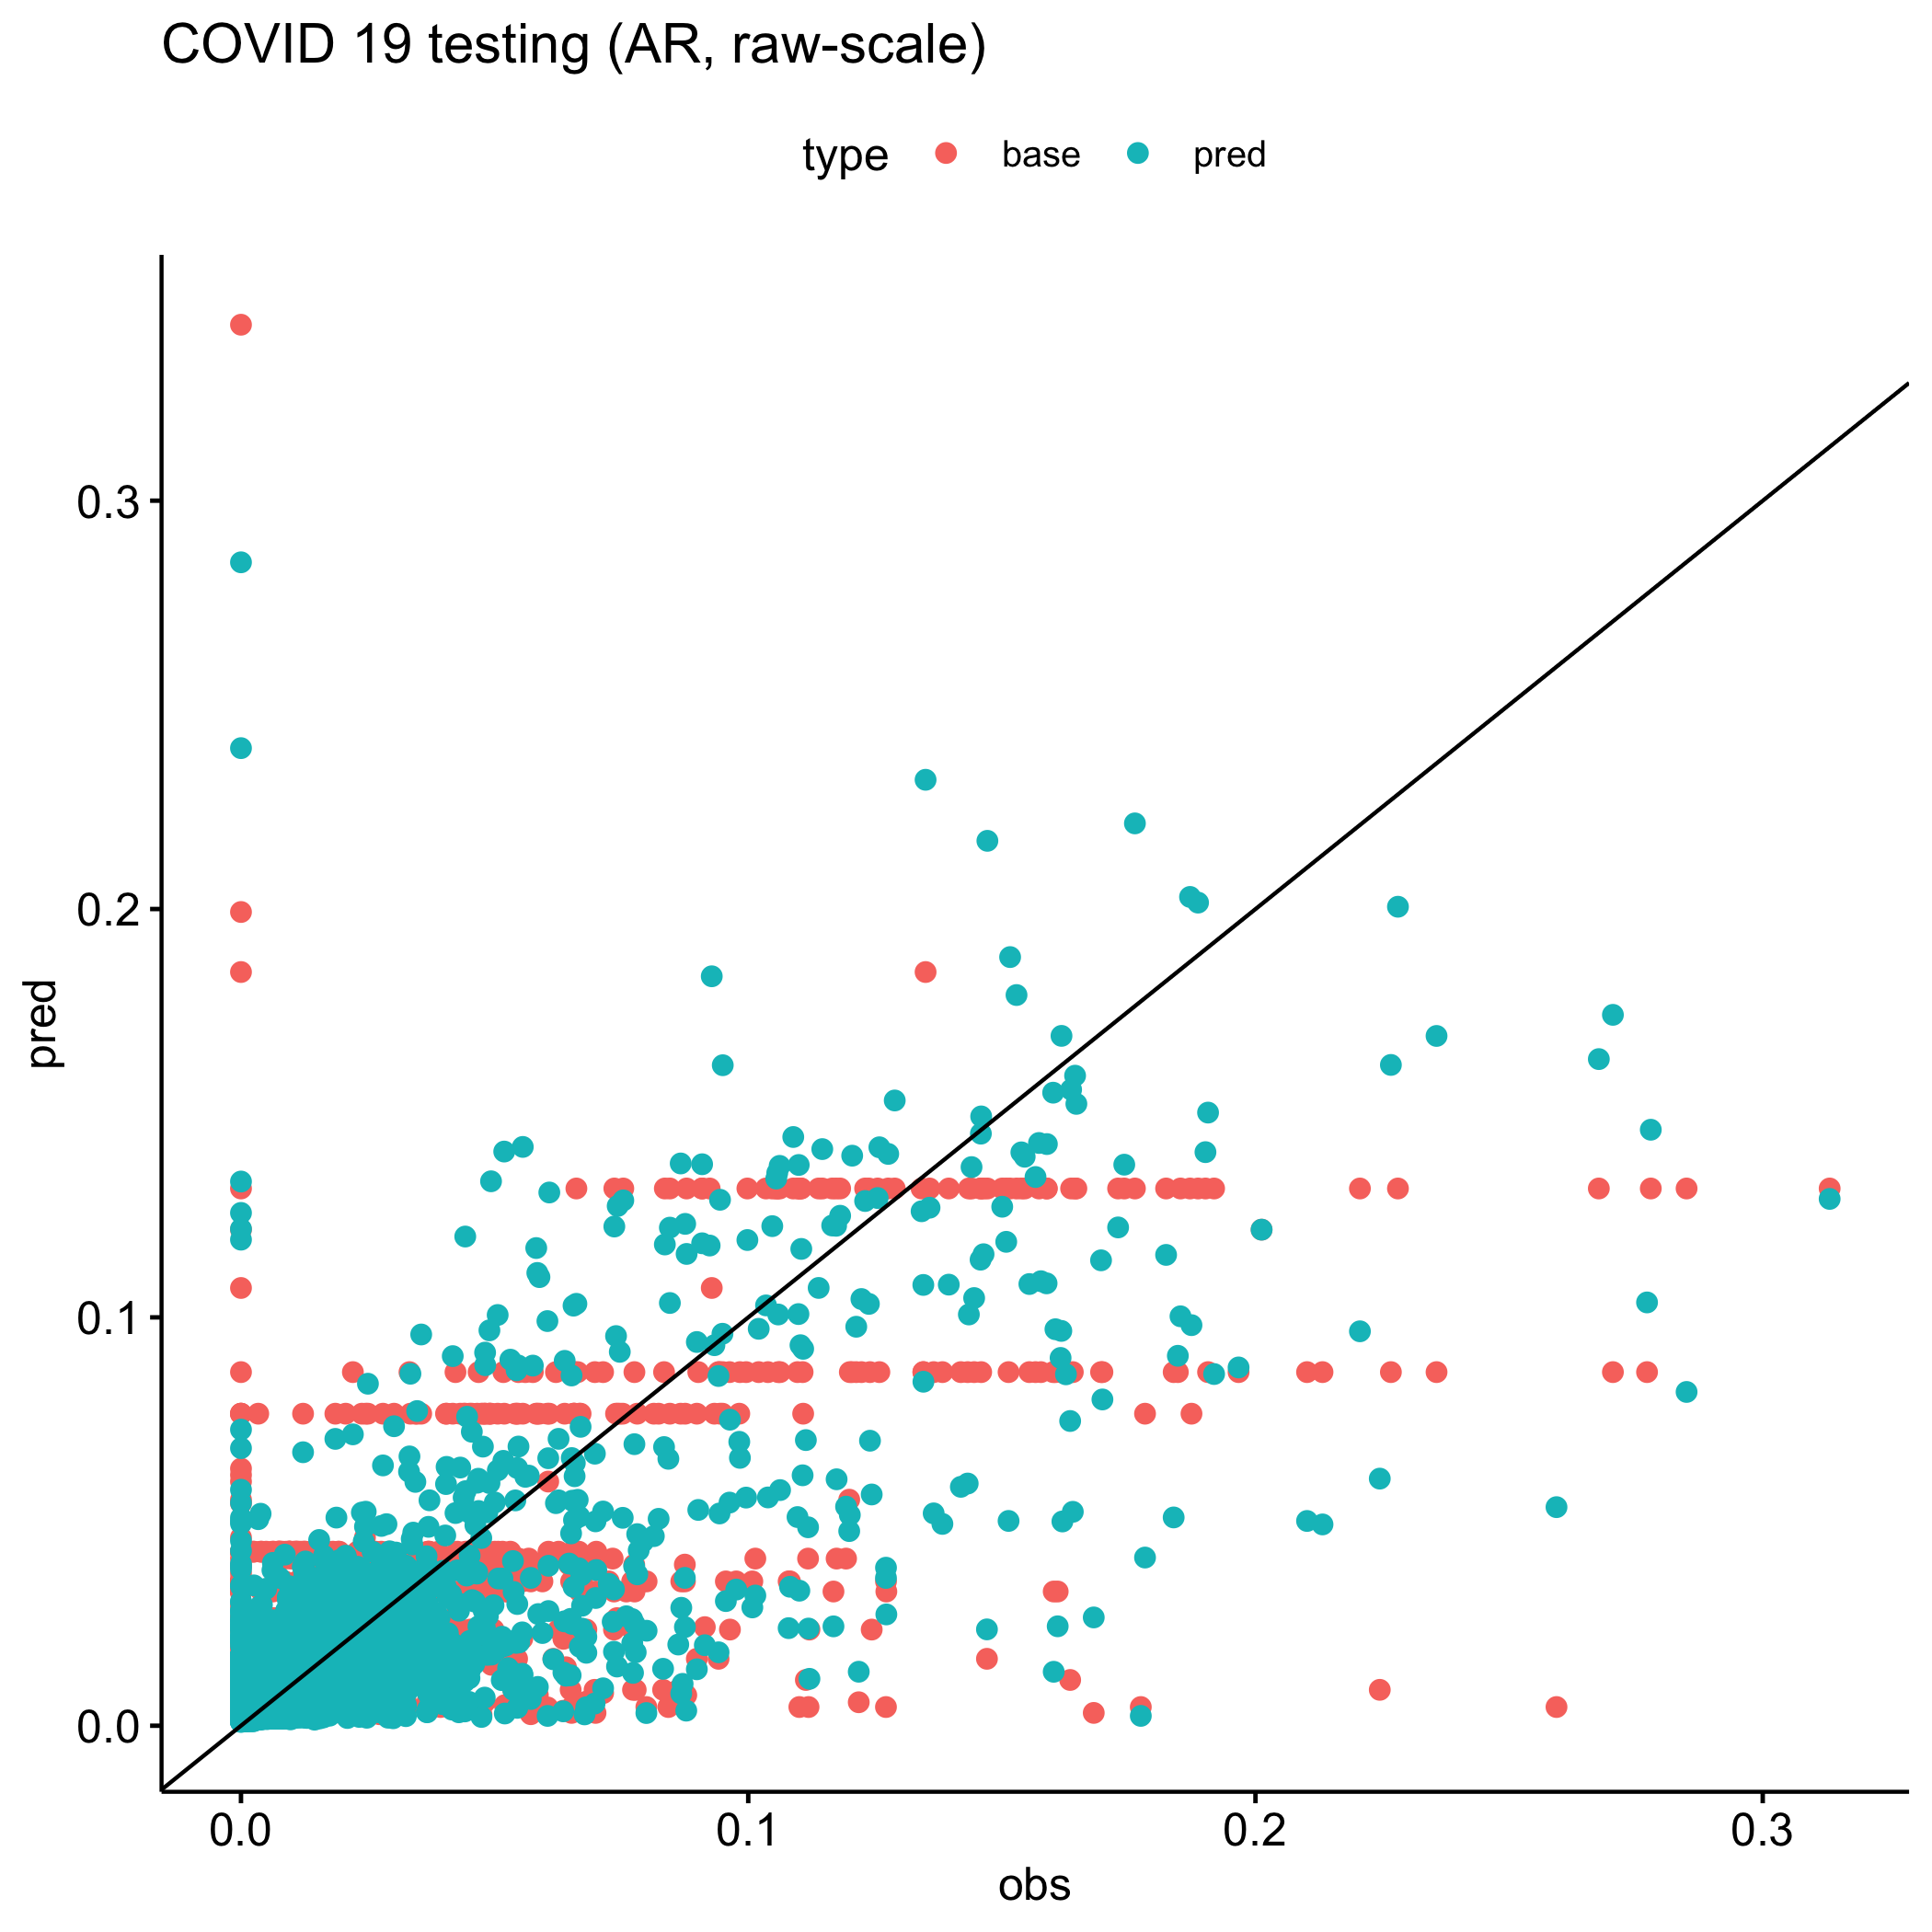 COVID 19 testing (AR, raw-scale)
type base pred
pred
0.3
0.2
0.1
0.0
0.0 0.1 0.2 0.3
obs